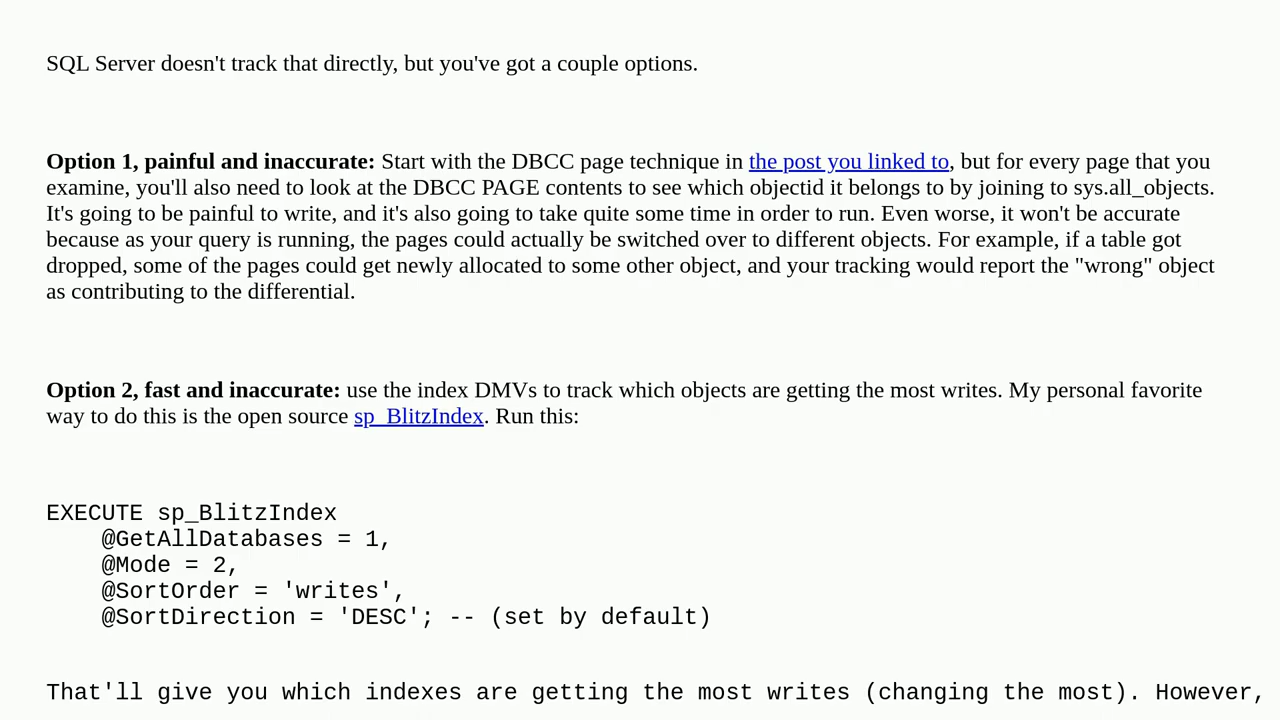 SQL Server doesn't track that directly, but you've got a couple options.
Option 1, painful and inaccurate: Start with the DBCC page technique in the post you linked to, but for every page that you
examine, you'll also need to look at the DBCC PAGE contents to see which objectid it belongs to by joining to sys.all_objects.
It's going to be painful to write, and it's also going to take quite some time in order to run. Even worse, it won't be accurate
because as your query is running, the pages could actually be switched over to different objects. For example, if a table got
dropped, some of the pages could get newly allocated to some other object, and your tracking would report the "wrong" object
as contributing to the differential.
Option 2, fast and inaccurate: use the index DMVs to track which objects are getting the most writes. My personal favorite
way to do this is the open source sp_BlitzIndex. Run this:
EXECUTE sp_BlitzIndex
    @GetAllDatabases = 1,
    @Mode = 2,
    @SortOrder = 'writes',
    @SortDirection = 'DESC'; -- (set by default)
That'll give you which indexes are getting the most writes (changing the most). However,